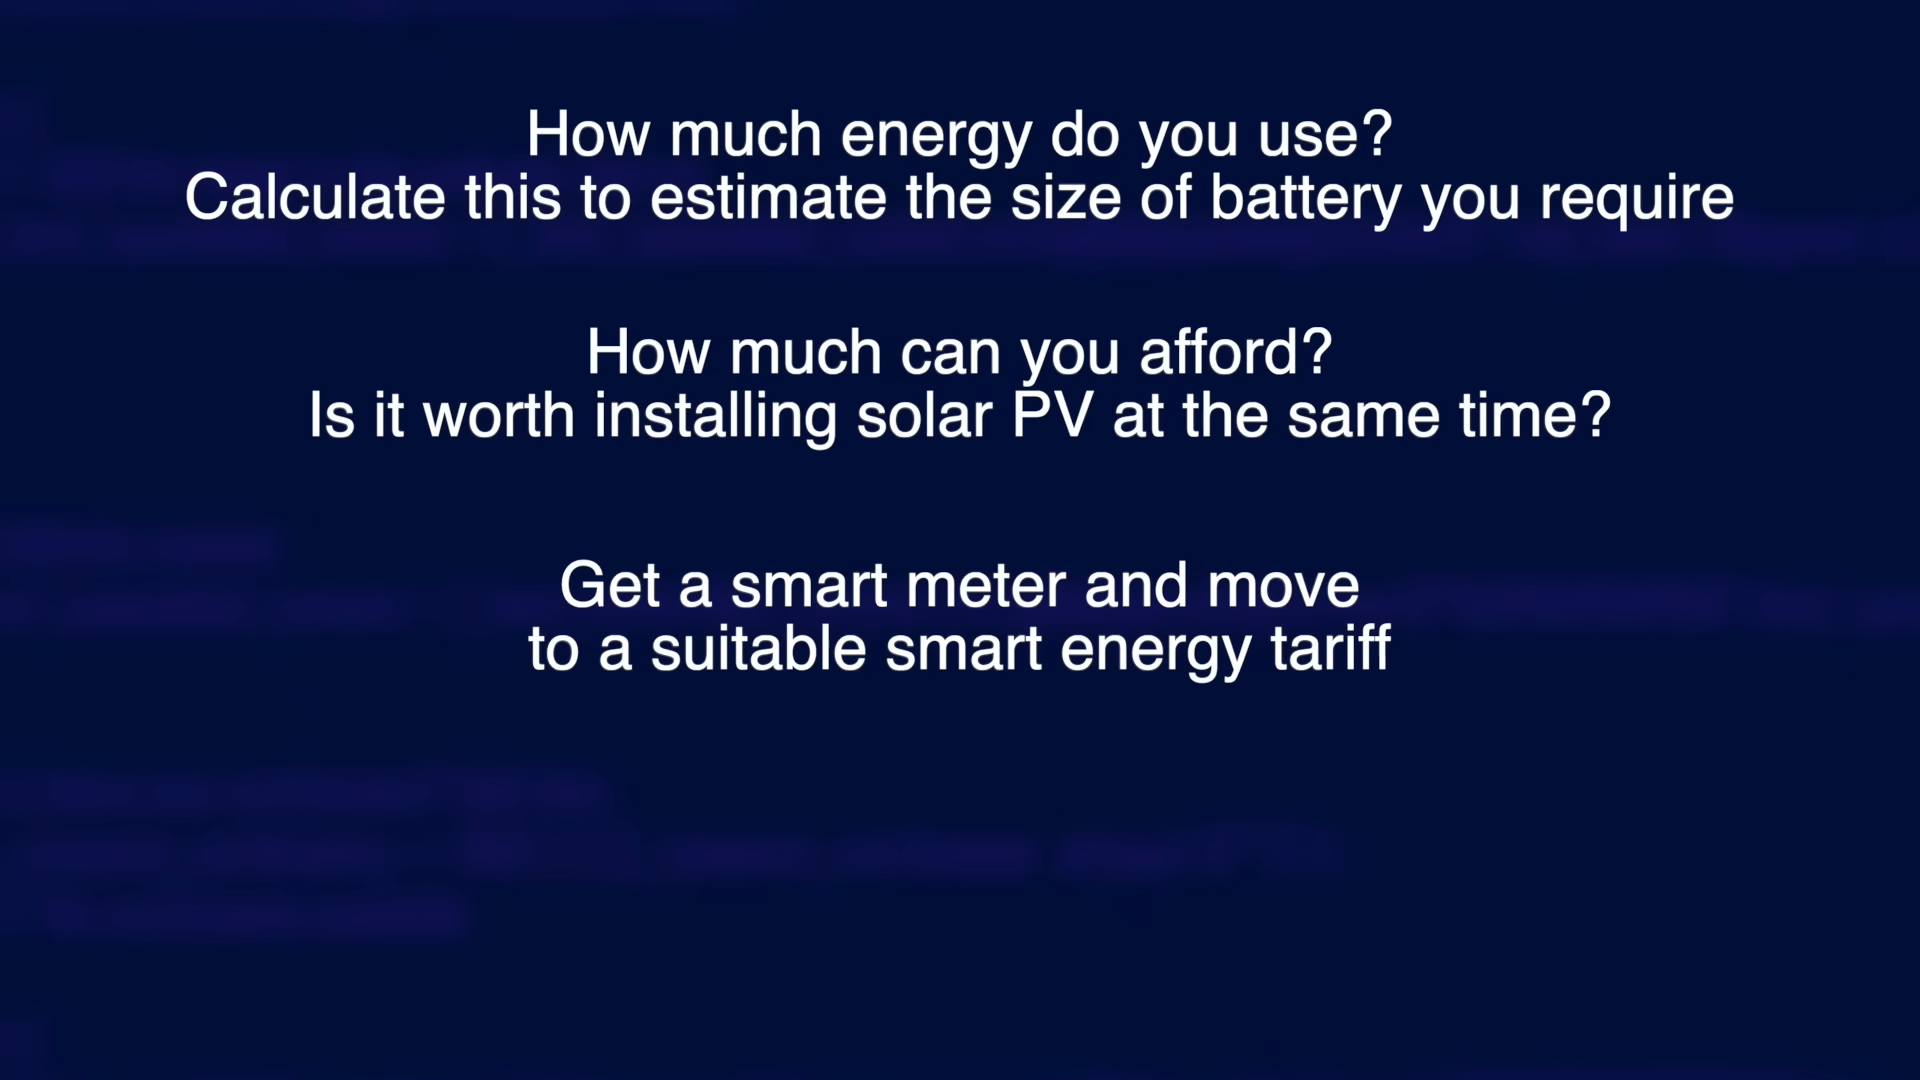 How much energy do you use?
Calculate this to estimate the size of battery you require
How much can you afford?
Is it worth installing solar PV at the same time?
Get a smart meter and move
to a suitable smart energy tariff